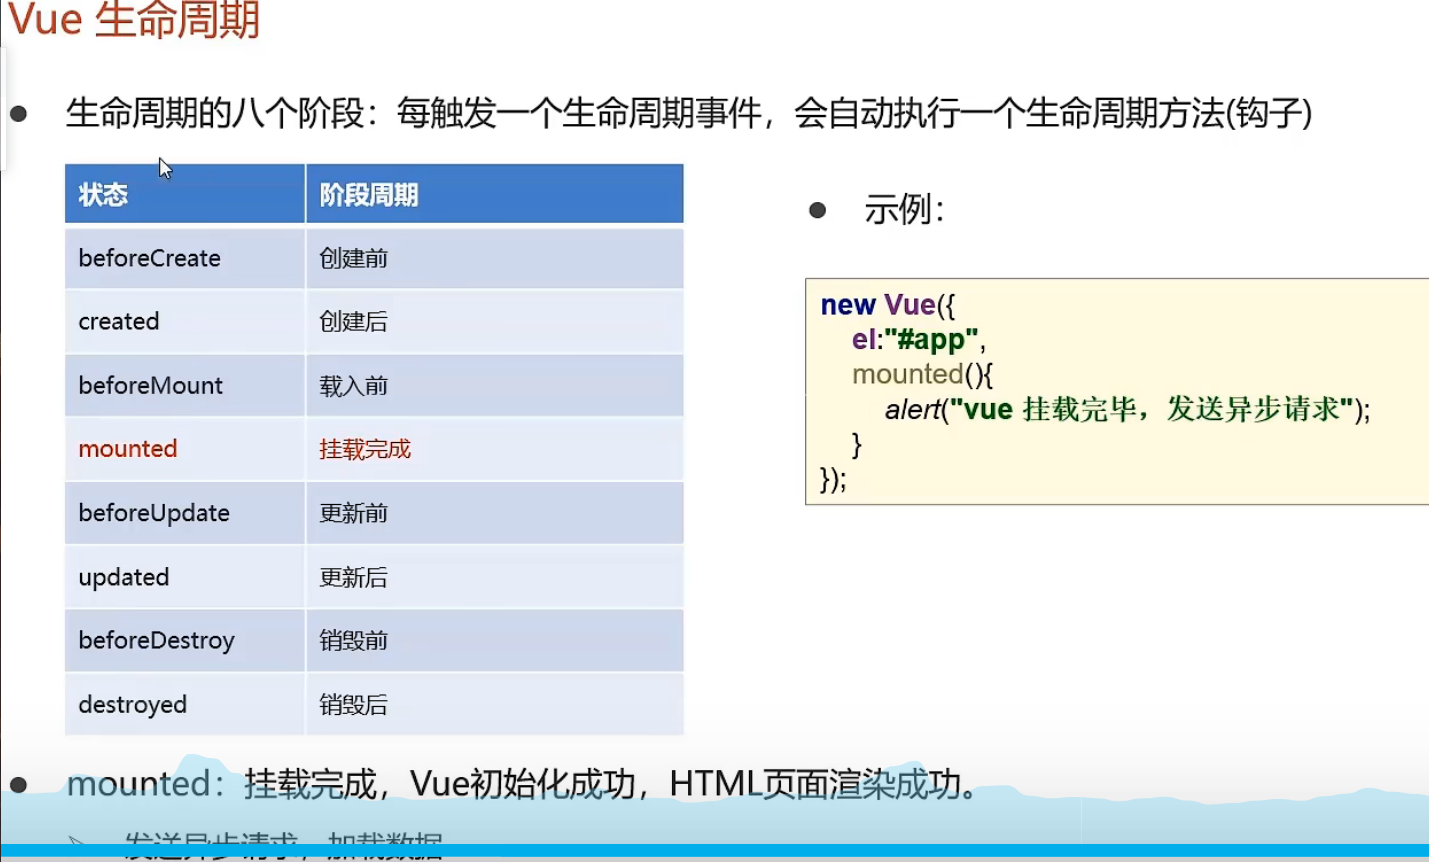 Vue 生命周期
生命周期的八个阶段：每触发一个生命周期事件，会自动执行一个生命周期方法(钩子)
状态 阶段周期
beforeCreate 创建前
created 创建后
beforeMount 载入前
mounted 挂载完成
beforeUpdate 更新前
updated 更新后
beforeDestroy 销毁前
destroyed 销毁后
示例：
new Vue({
el:"#app",
mounted(){
alert("vue 挂载完毕，发送异步请求");
}
});
mounted：挂载完成，Vue初始化成功，HTML页面渲染成功。
发送异步请求，加载数据